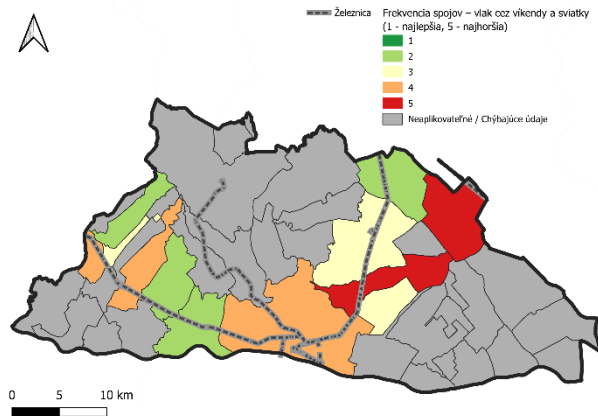 Železnica
Frekvencia spojov – vlak cez víkendy a sviatky
(1 - najlepšia, 5 - najhoršia)
1
2
3
4
5
Neaplikovateľné / Chýbajúce údaje
0 5 10 km